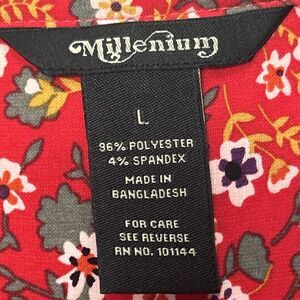 Millenium
L
96% POLYESTER
4% SPANDEX
MADE IN
BANGLADESH
FOR CARE
SEE REVERSE
RN NO. 101144